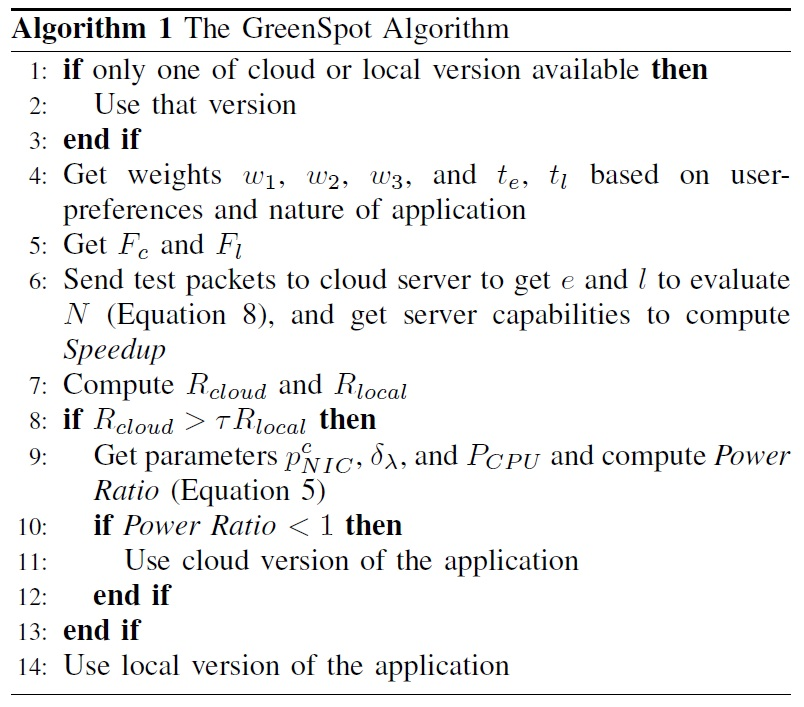 Algorithm 1 The GreenSpot Algorithm
1: if only one of cloud or local version available then
2: Use that version
3: end if
4: Get weights w₁, w₂, w₃, and tₑ, tₗ based on user-
preferences and nature of application
5: Get F_c and F_l
6: Send test packets to cloud server to get e and l to evaluate
N (Equation 8), and get server capabilities to compute
Speedup
7: Compute R_cloud and R_local
8: if R_cloud > τR_local then
9: Get parameters p^c_NIC, δ_λ, and P_CPU and compute Power
Ratio (Equation 5)
10: if Power Ratio < 1 then
11: Use cloud version of the application
12: end if
13: end if
14: Use local version of the application